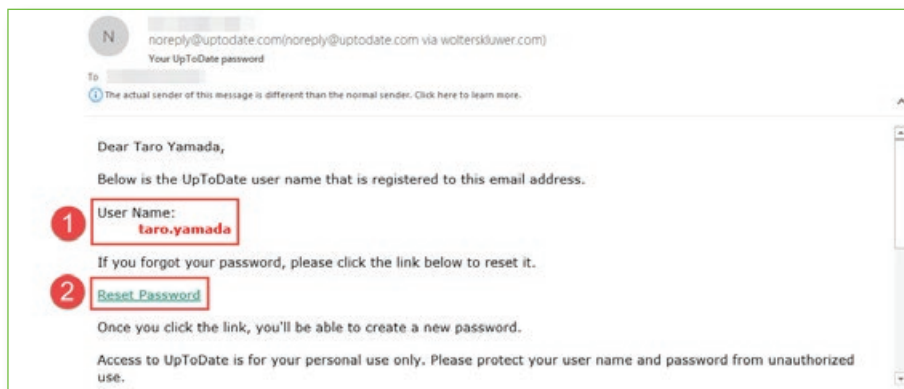 N
noreply@uptodate.com(noreply@uptodate.com via wolterskluwer.com)
Your UpToDate password
To
The actual sender of this message is different than the normal sender. Click here to learn more.
Dear Taro Yamada,
Below is the UpToDate user name that is registered to this email address.
1
User Name:
taro.yamada
If you forgot your password, please click the link below to reset it.
2
Reset Password
Once you click the link, you'll be able to create a new password.
Access to UpToDate is for your personal use only. Please protect your user name and password from unauthorized
use.